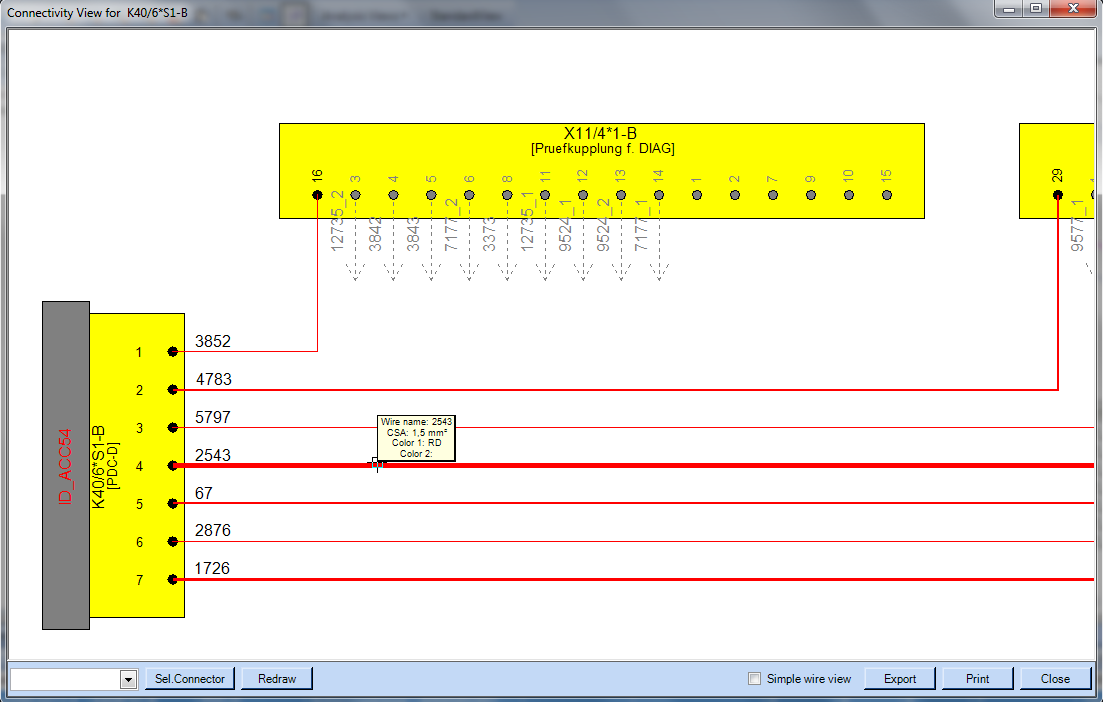 Connectivity View for K40/6*S1-B
X11/4*1-B
[Pruefkupplung f. DIAG]
16 3 4 5 6 8 11 12 13 14 1 2 7 9 10 15
29
12735_2 3842 3843 7177_2 3373 12735_1 9524_1 9524_2 7177_1
9577_1
ID_ACC54
K40/6*S1-B
[PDC-D]
1 3852
2 4783
3 5797
4 2543
5 67
6 2876
7 1726
Wire name: 2543
CSA: 1,5 mm²
Color 1: RD
Color 2:
Sel.Connector Redraw Simple wire view Export Print Close